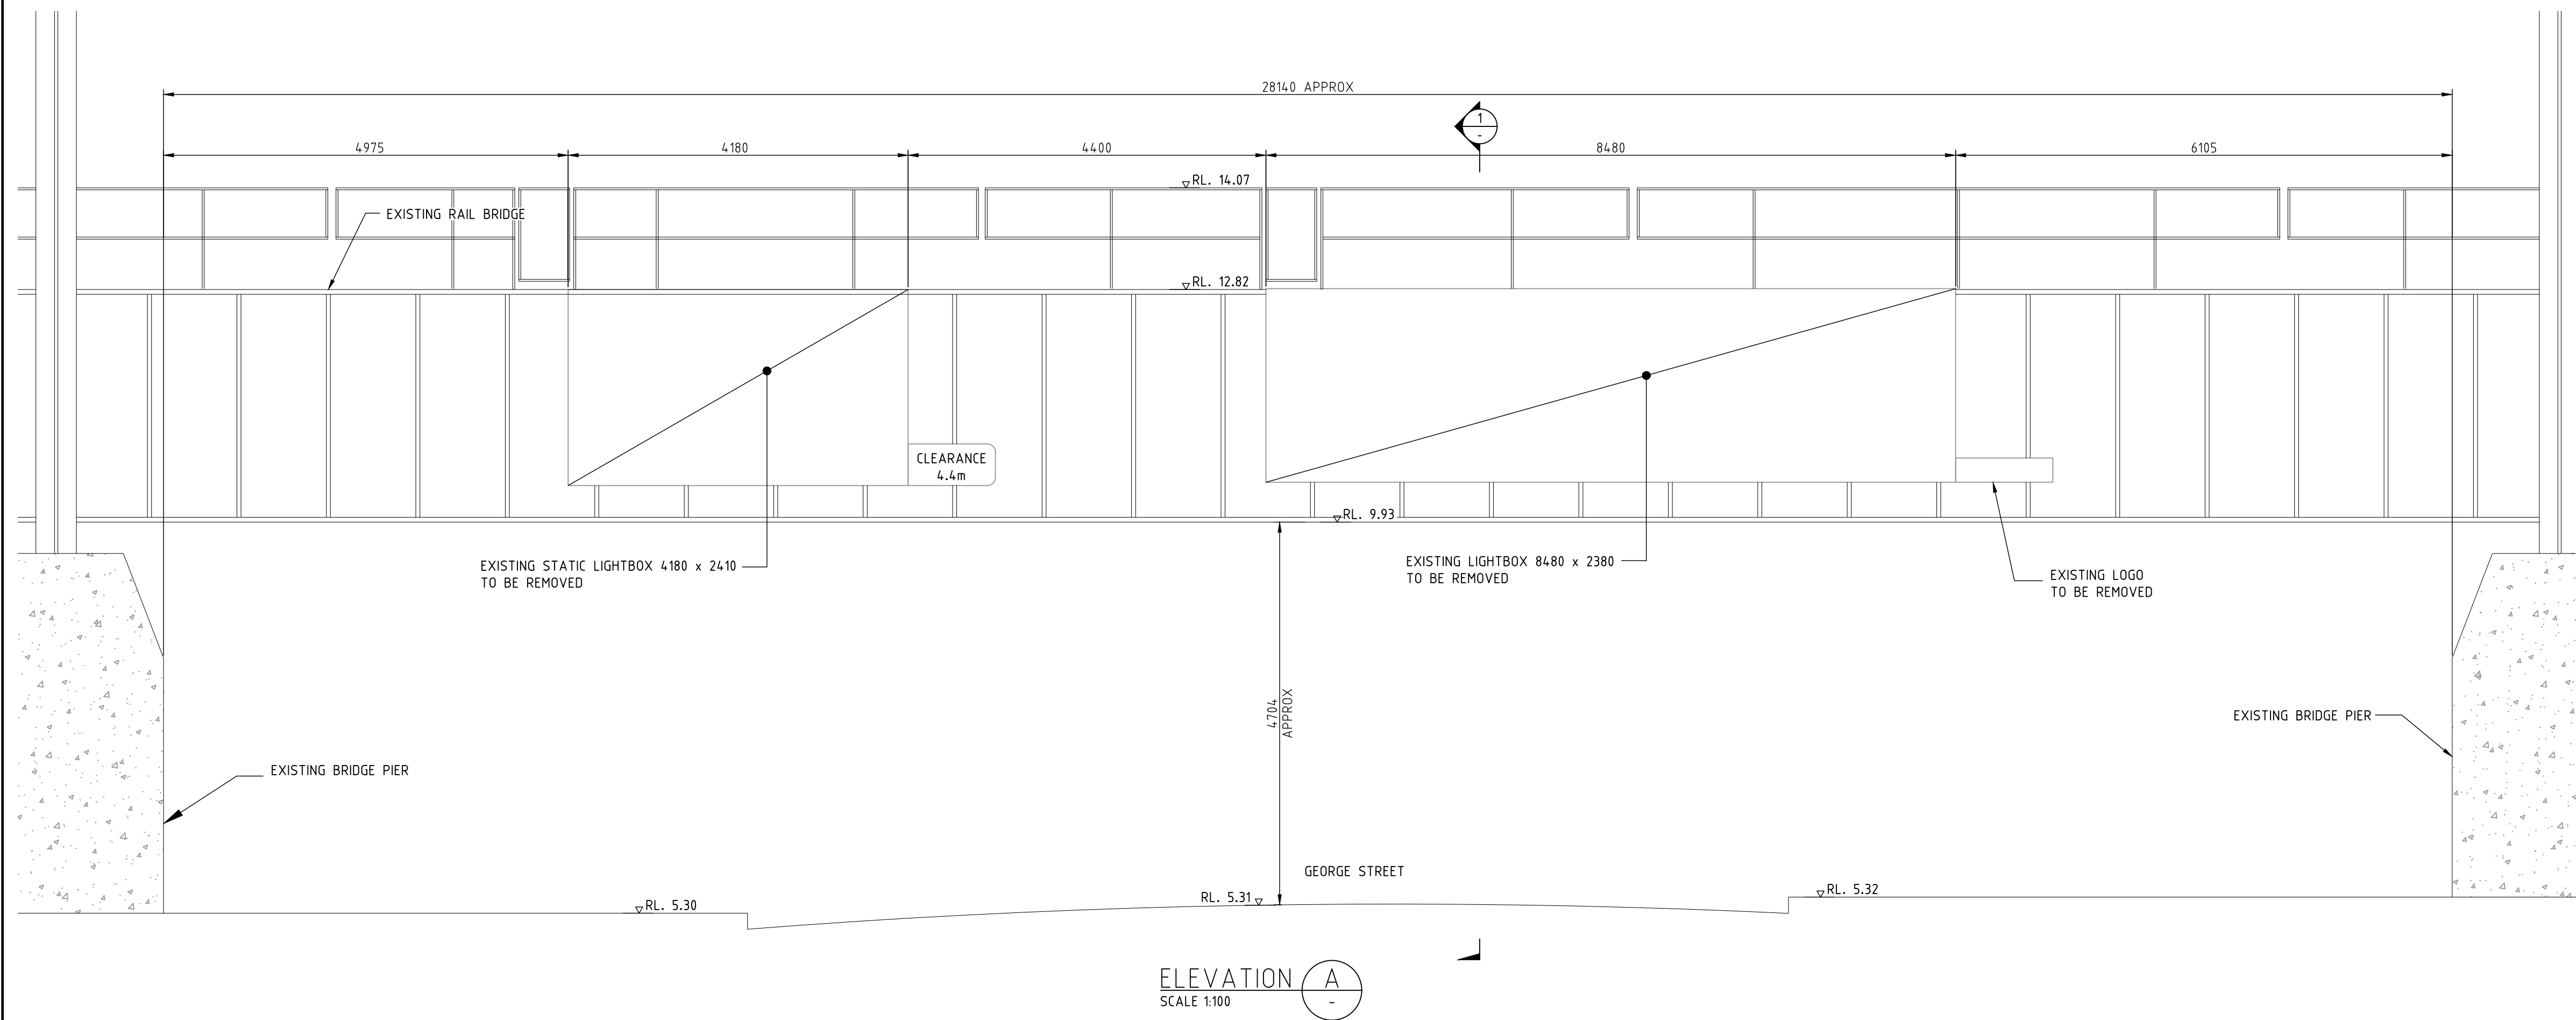 28140 APPROX
1
-
4975
4180
4400
8480
6105
RL. 14.07
EXISTING RAIL BRIDGE
RL. 12.82
CLEARANCE
4.4m
RL. 9.93
EXISTING STATIC LIGHTBOX 4180 x 2410
TO BE REMOVED
EXISTING LIGHTBOX 8480 x 2380
TO BE REMOVED
EXISTING LOGO
TO BE REMOVED
4704
APPROX
EXISTING BRIDGE PIER
EXISTING BRIDGE PIER
GEORGE STREET
RL. 5.30
RL. 5.31
RL. 5.32
ELEVATION
A
-
SCALE 1:100